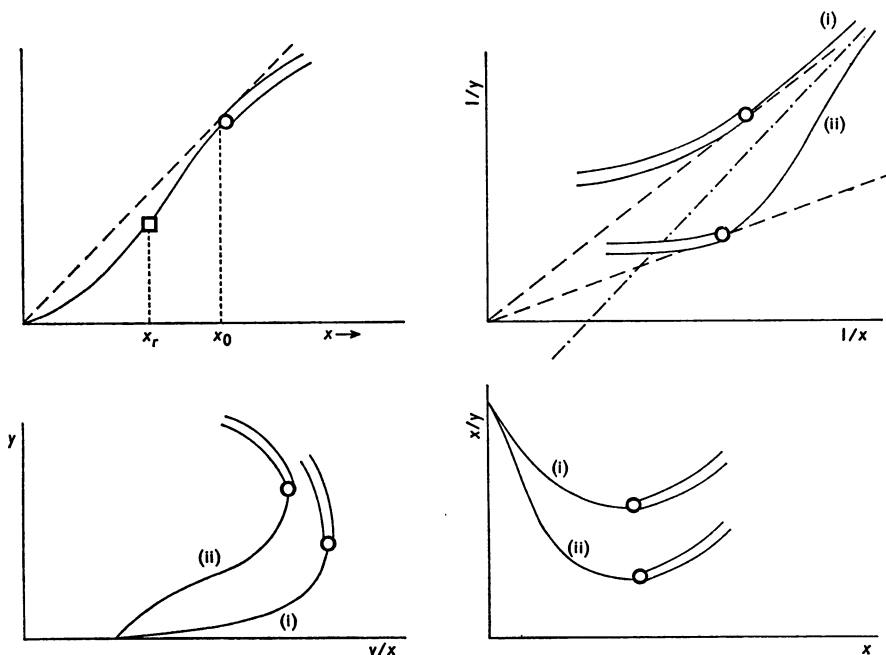 x_r
x_0
x →
1/y
(i)
(ii)
1/x
y
(ii)
(i)
y/x
x/y
(i)
(ii)
x